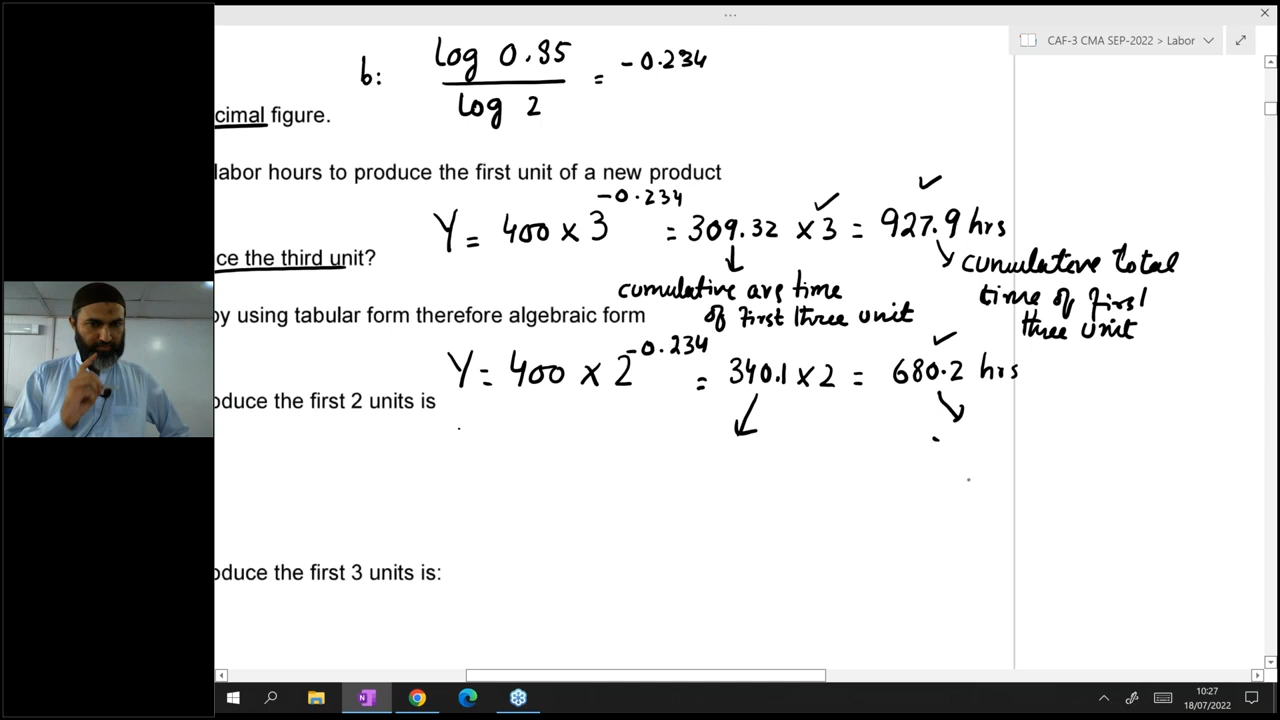 CAF-3 CMA SEP-2022 > Labor
b: log 0.85 / log 2 = -0.234
cimal figure.
labor hours to produce the first unit of a new product
Y = 400 x 3^-0.234 = 309.32 x 3 = 927.9 hrs
ce the third unit?
cumulative avg time
of first three unit
cumulative total
time of first
three unit
by using tabular form therefore algebraic form
Y = 400 x 2^-0.234 = 340.1 x 2 = 680.2 hrs
oduce the first 2 units is
oduce the first 3 units is:
10:27
18/07/2022